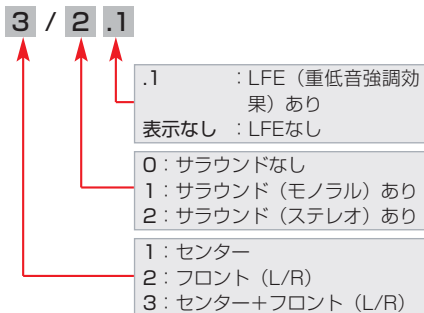 3 / 2 .1
.1 :LFE(重低音強調効
果)あり
表示なし :LFEなし
0:サラウンドなし
1:サラウンド(モノラル)あり
2:サラウンド(ステレオ)あり
1:センター
2:フロント(L/R)
3:センター+フロント(L/R)